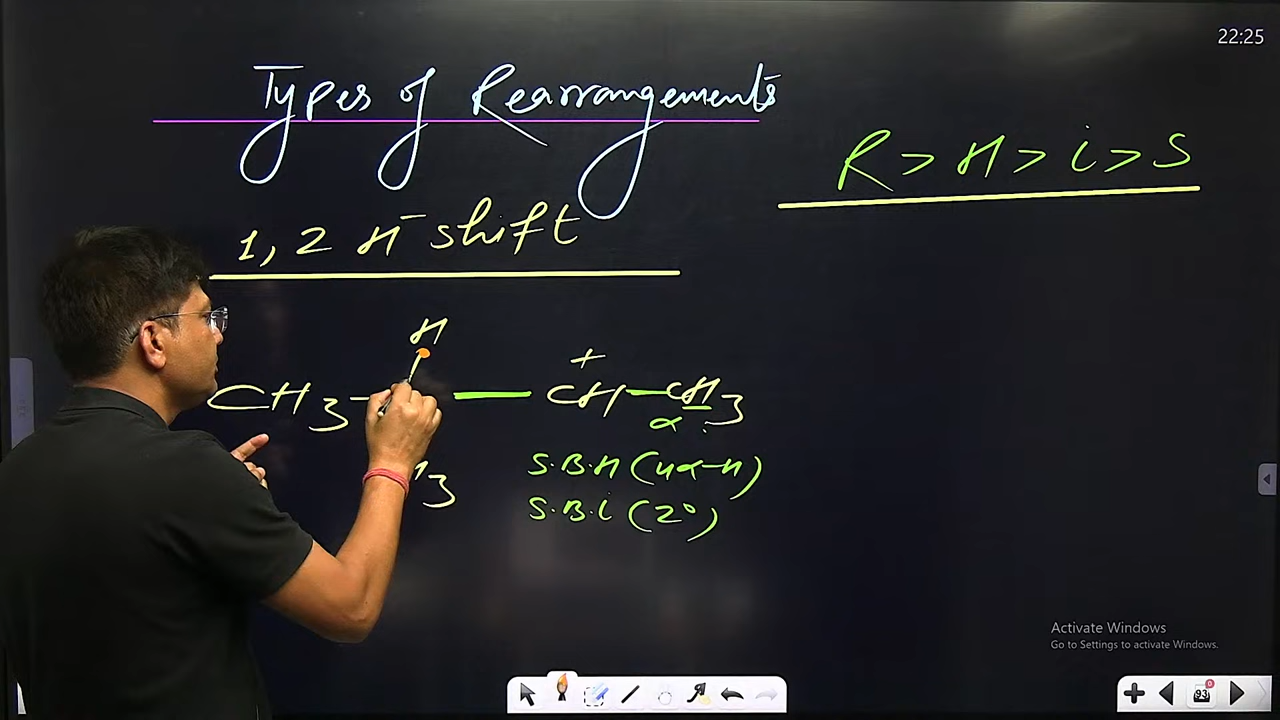 22:25
Types of Rearrangements
R > H > i > S
1, 2 H⁻ shift
H
+
CH3 — — CH — CH3
α
3
S.B.H (4α-H)
S.B.i (2°)
Activate Windows
Go to Settings to activate Windows.
93